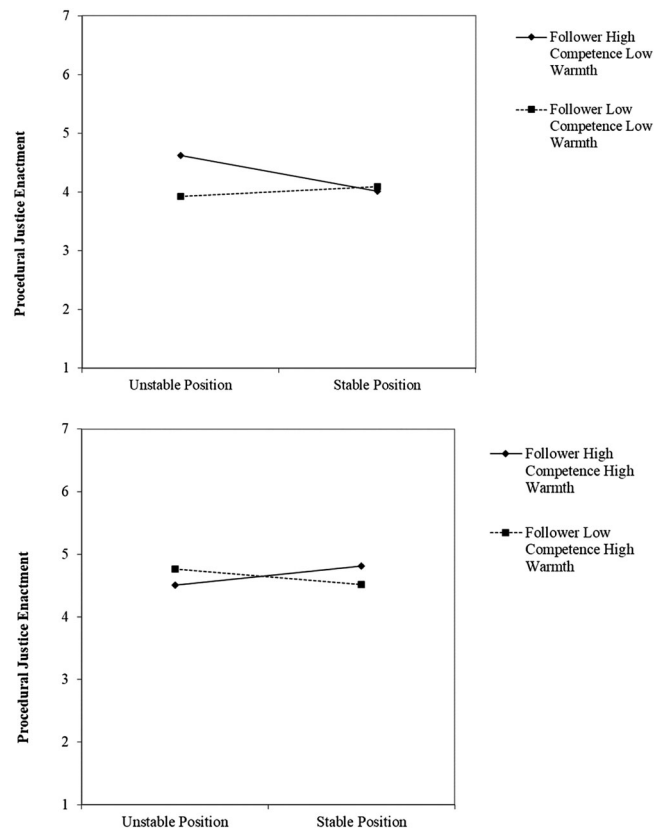 7
6
5
4
3
2
1
Procedural Justice Enactment
Unstable Position
Stable Position
Follower High
Competence Low
Warmth
Follower Low
Competence Low
Warmth
7
6
5
4
3
2
1
Procedural Justice Enactment
Unstable Position
Stable Position
Follower High
Competence High
Warmth
Follower Low
Competence High
Warmth